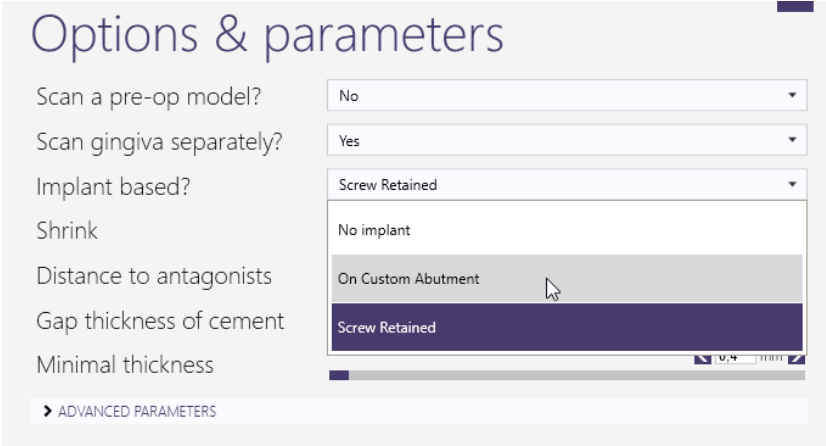 Options & parameters
Scan a pre-op model? No
Scan gingiva separately? Yes
Implant based? Screw Retained
Shrink No implant
Distance to antagonists On Custom Abutment
Gap thickness of cement Screw Retained
Minimal thickness 0,4 mm
ADVANCED PARAMETERS